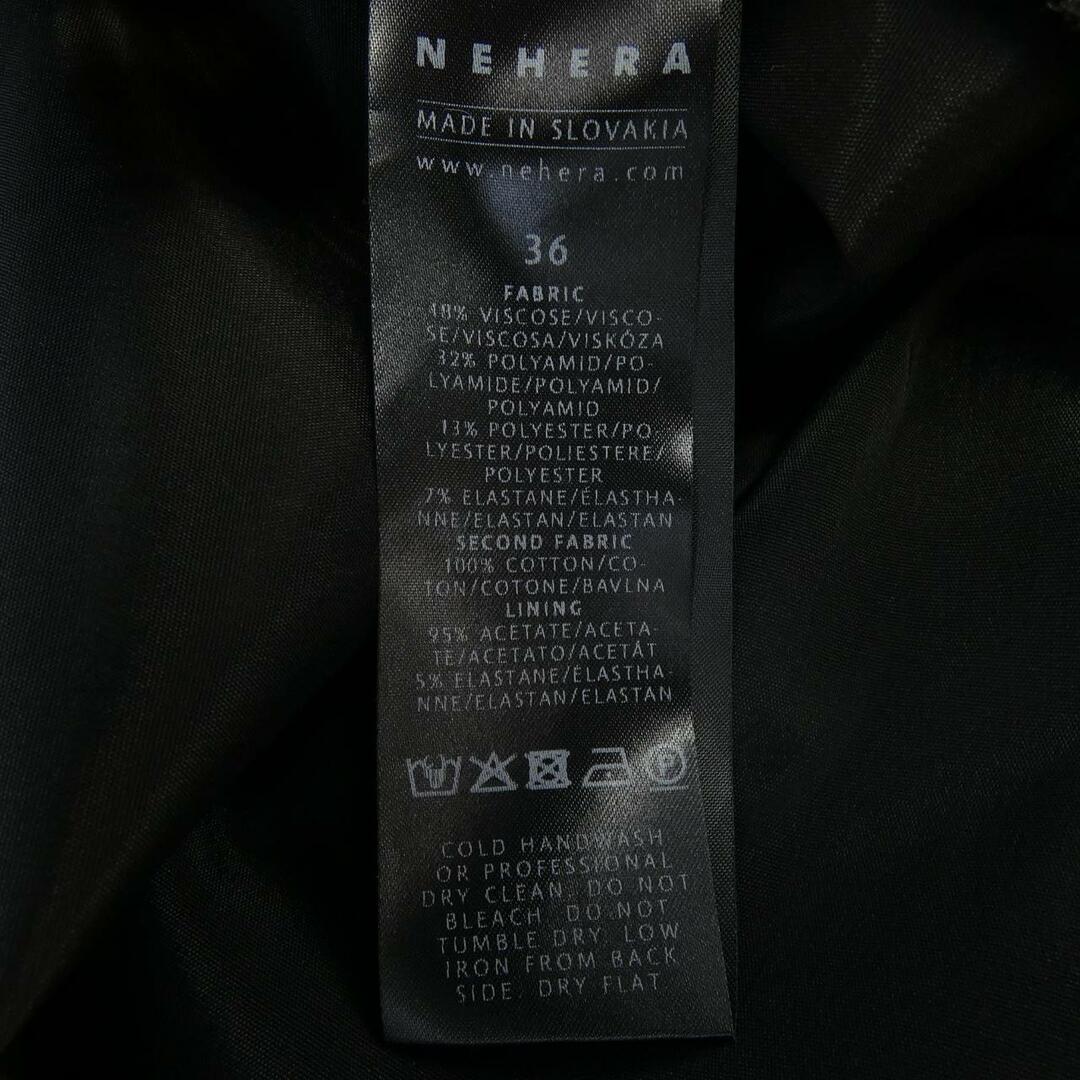 NEHERA
MADE IN SLOVAKIA
www.nehera.com
36
FABRIC
48% VISCOSE/VISCO-
SE/VISCOSA/VISKÓZA
32% POLYAMID/PO-
LYAMIDE/POLYAMID/
POLYAMID
13% POLYESTER/PO
LYESTER/POLIESTERE/
POLYESTER
7% ELASTANE/ÉLASTHA-
NNE/ELASTAN/ELASTAN
SECOND FABRIC
100% COTTON/CO-
TON/COTONE/BAVLNA
LINING
95% ACETATE/ACETA-
TE/ACETATO/ACETÁT
5% ELASTANE/ÉLASTHA-
NNE/ELASTAN/ELASTAN
P
COLD HANDWASH
OR PROFESSIONAL
DRY CLEAN. DO NOT
BLEACH. DO NOT
TUMBLE DRY. LOW
IRON FROM BACK
SIDE. DRY FLAT